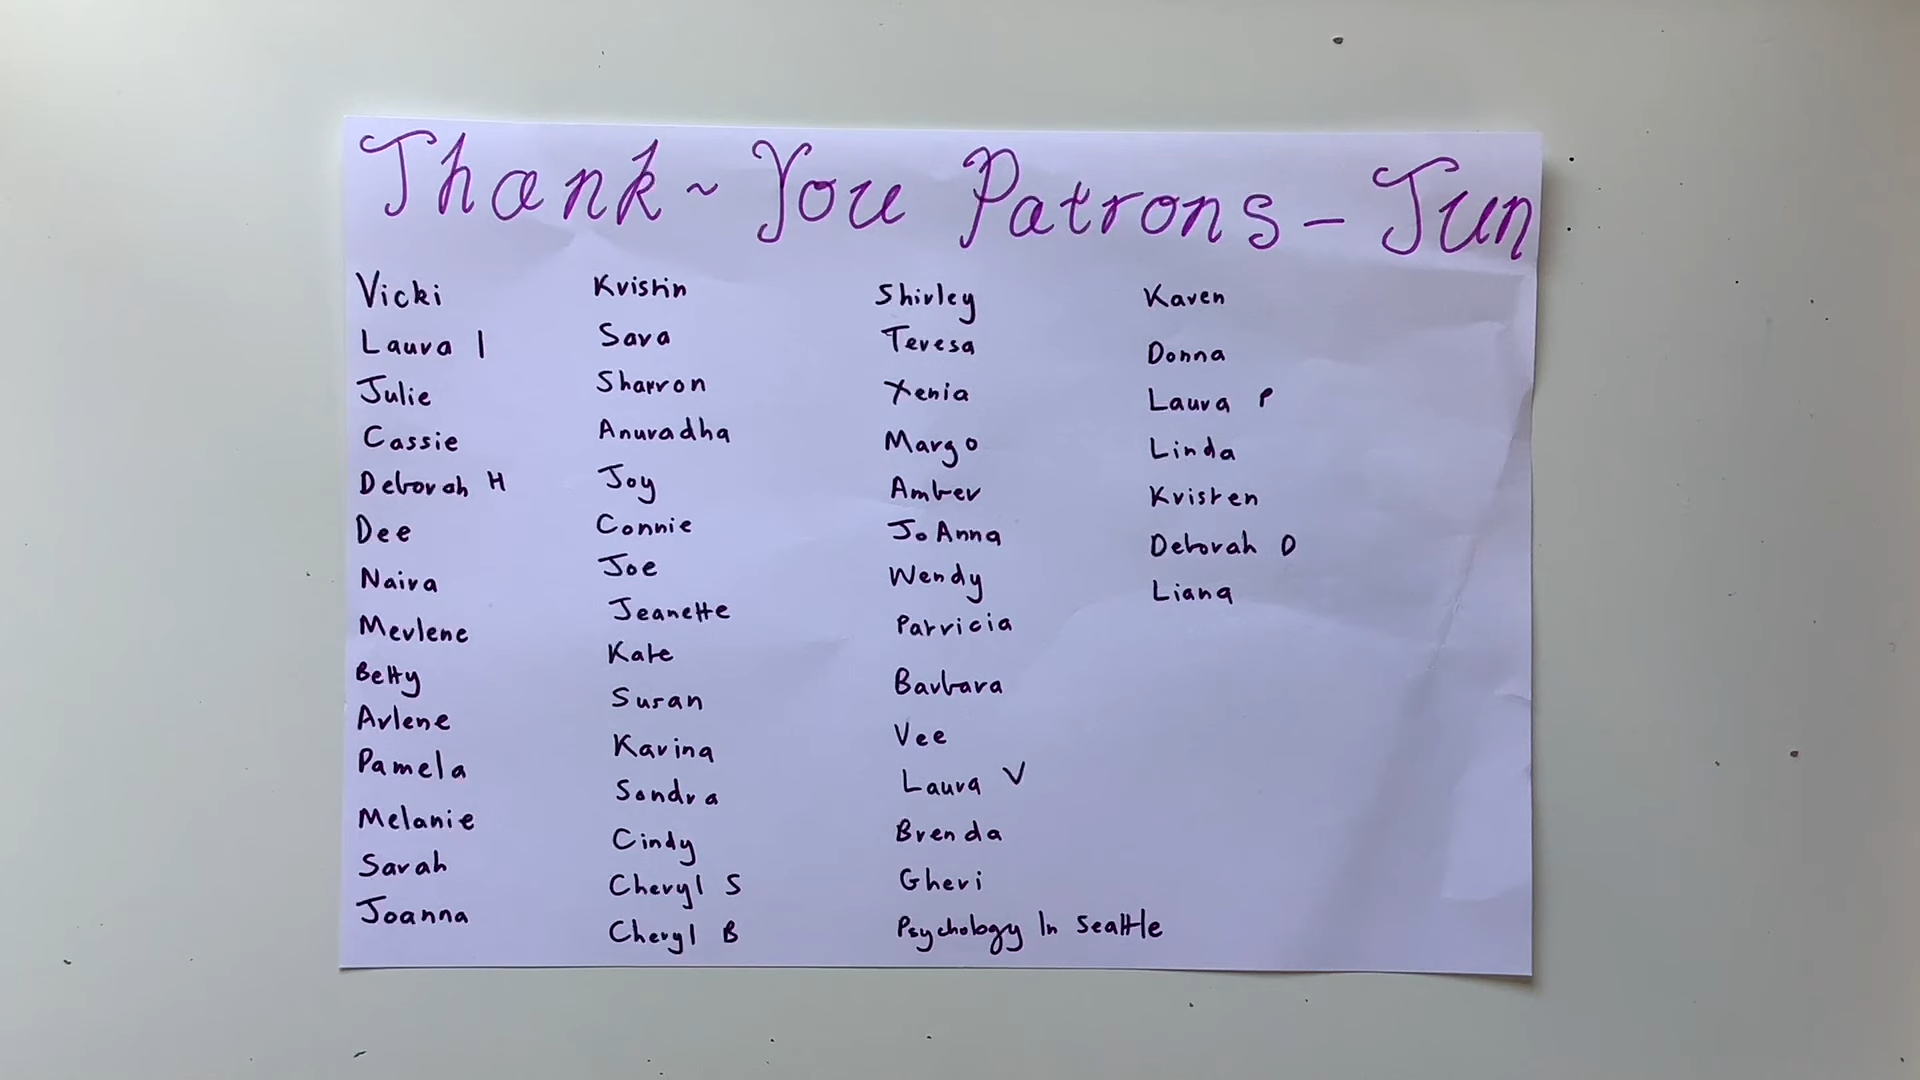 Thank~You Patrons - Jun
Vicki
Laura I
Julie
Cassie
Deborah H
Dee
Naira
Merlene
Betty
Arlene
Pamela
Melanie
Sarah
Joanna
Kristin
Sara
Sharron
Anuradha
Joy
Connie
Joe
Jeanette
Kate
Susan
Karina
Sondra
Cindy
Cheryl S
Cheryl B
Shirley
Teresa
Xenia
Margo
Amber
JoAnna
Wendy
Patricia
Barbara
Vee
Laura V
Brenda
Gheri
Psychology In Seattle
Karen
Donna
Laura P
Linda
Kristen
Deborah D
Liana